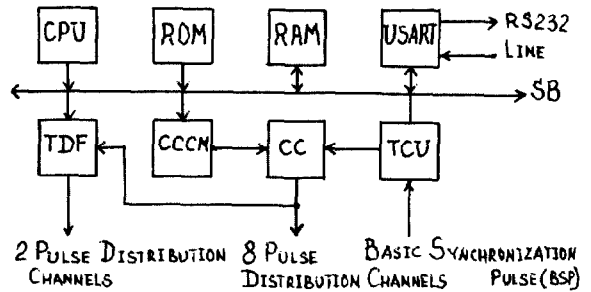 CPU
ROM
RAM
USART
RS232
LINE
SB
TDF
CCCM
CC
TCU
2 PULSE DISTRIBUTION
CHANNELS
8 PULSE
DISTRIBUTION CHANNELS
BASIC SYNCHRONIZATION
PULSE (BSP)